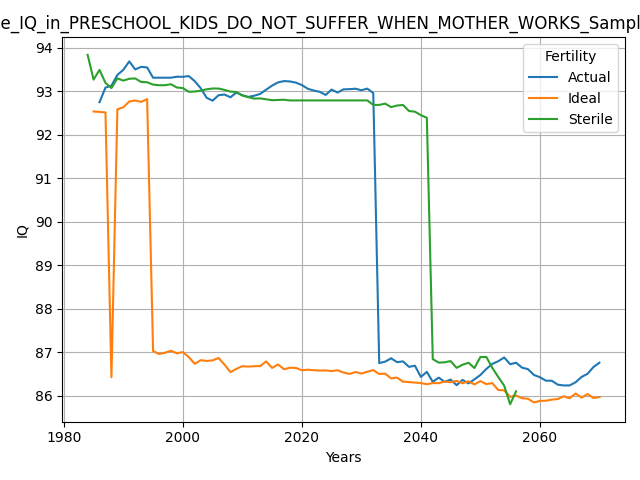 e_IQ_in_PRESCHOOL_KIDS_DO_NOT_SUFFER_WHEN_MOTHER_WORKS_Sampl
94
93
92
91
90
89
88
87
86
IQ
Fertility
Actual
Ideal
Sterile
1980 2000 2020 2040 2060
Years